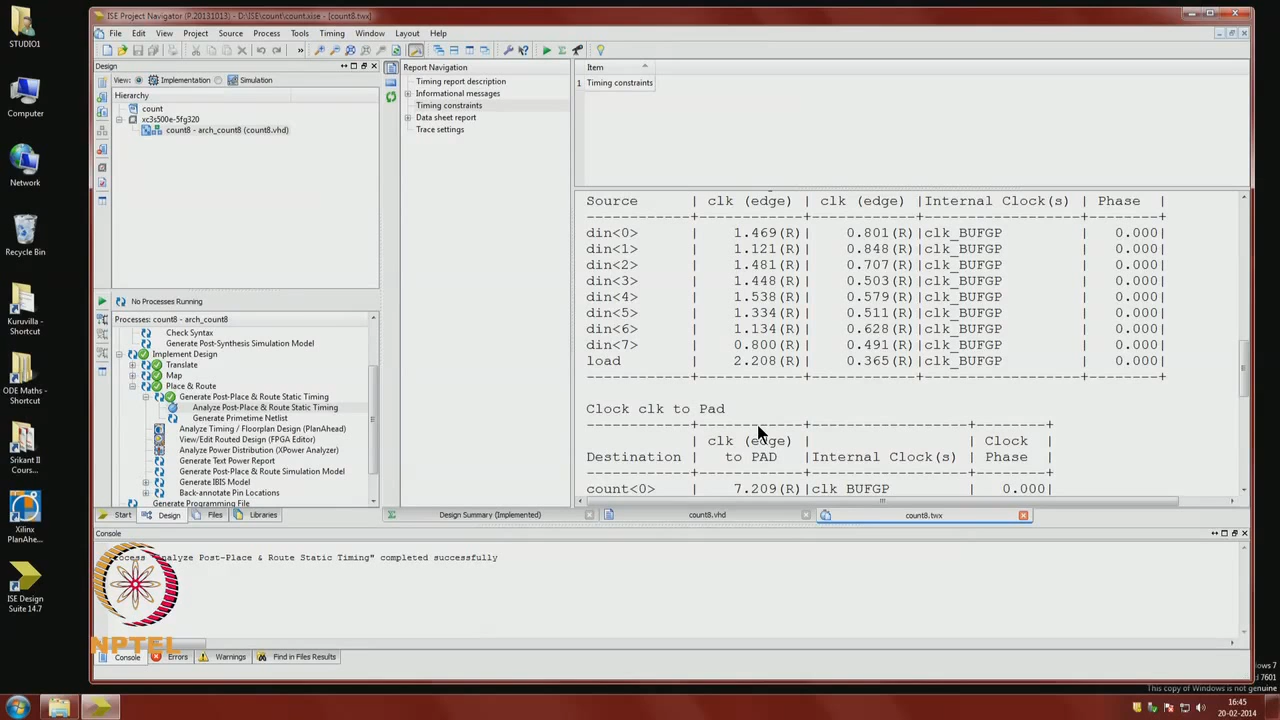 ISE Project Navigator (P.20131013) - D:\ISE\count\count.xise - [count8.twx]
File Edit View Project Source Process Tools Timing Window Layout Help
STUDIO1
Computer
Network
Recycle Bin
Kuruvilla - Shortcut
ODE Maths - Shortcut
Srikant II Cours...
Xilinx PlanAhe...
ISE Design Suite 14.7
Design
View: Implementation Simulation
Hierarchy
count
xc3s500e-5fg320
count8 - arch_count8 (count8.vhd)
No Processes Running
Processes: count8 - arch_count8
Check Syntax
Generate Post-Synthesis Simulation Model
Implement Design
Translate
Map
Place & Route
Generate Post-Place & Route Static Timing
Analyze Post-Place & Route Static Timing
Generate Primetime Netlist
Analyze Timing / Floorplan Design (PlanAhead)
View/Edit Routed Design (FPGA Editor)
Analyze Power Distribution (XPower Analyzer)
Generate Text Power Report
Generate Post-Place & Route Simulation Model
Generate IBIS Model
Back-annotate Pin Locations
Generate Programming File
Start Design Files Libraries
Report Navigation
Timing report description
Informational messages
Timing constraints
Data sheet report
Trace settings
Item
1 Timing constraints
Source | clk (edge) | clk (edge) |Internal Clock(s) | Phase |
------------+------------+------------+------------------+--------+
din<0> | 1.469(R)| 0.801(R)|clk_BUFGP | 0.000|
din<1> | 1.121(R)| 0.848(R)|clk_BUFGP | 0.000|
din<2> | 1.481(R)| 0.707(R)|clk_BUFGP | 0.000|
din<3> | 1.448(R)| 0.503(R)|clk_BUFGP | 0.000|
din<4> | 1.538(R)| 0.579(R)|clk_BUFGP | 0.000|
din<5> | 1.334(R)| 0.511(R)|clk_BUFGP | 0.000|
din<6> | 1.134(R)| 0.628(R)|clk_BUFGP | 0.000|
din<7> | 0.800(R)| 0.491(R)|clk_BUFGP | 0.000|
load | 2.208(R)| 0.365(R)|clk_BUFGP | 0.000|
------------+------------+------------+------------------+--------+
Clock clk to Pad
------------+------------+------------------+--------+
| clk (edge) | | Clock |
Destination | to PAD |Internal Clock(s) | Phase |
------------+------------+------------------+--------+
count<0> | 7.209(R)|clk_BUFGP | 0.000|
Design Summary (Implemented) count8.vhd count8.twx
Console
Process "Analyze Post-Place & Route Static Timing" completed successfully
NPTEL
Console Errors Warnings Find in Files Results
This copy of Windows is not genuine
16:45
20-02-2014